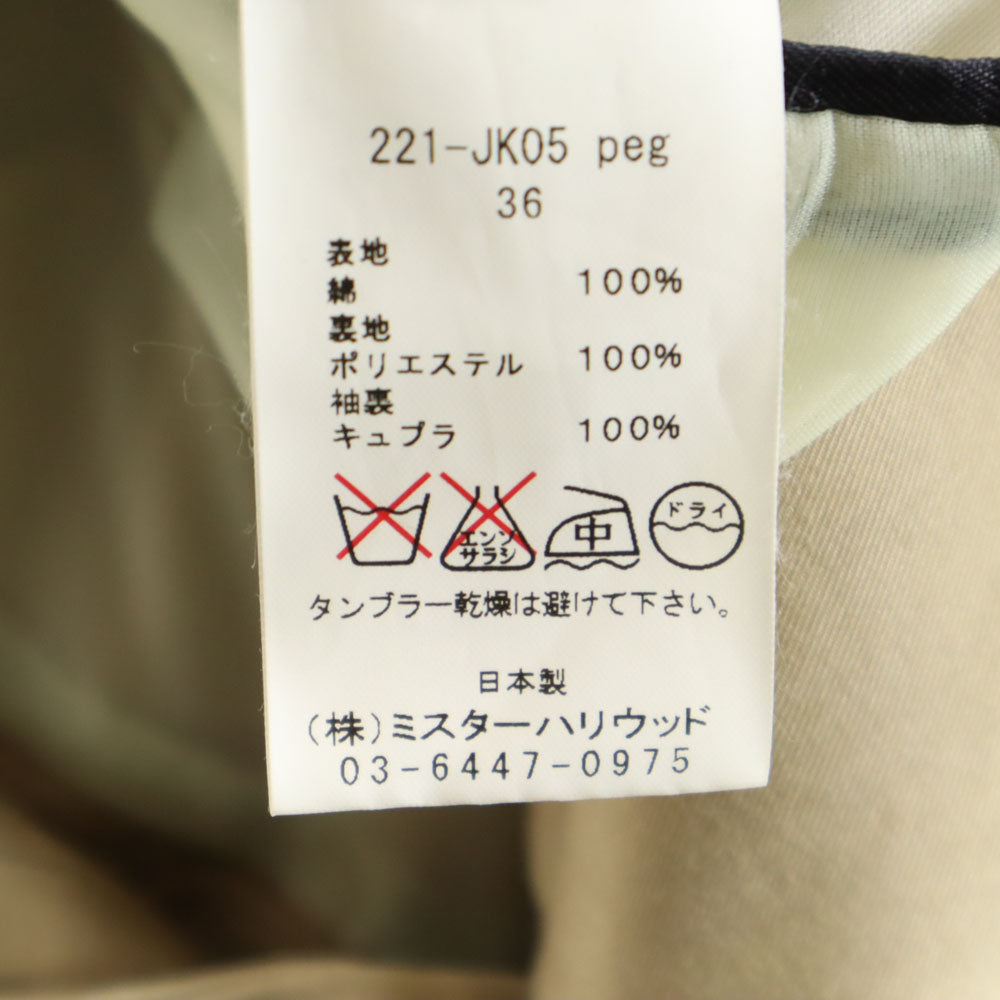 221-JK05 peg
36
表地
綿 100%
裏地
ポリエステル 100%
袖裏
キュプラ 100%
エンソ
サラシ
中
ドライ
タンブラー乾燥は避けて下さい。
日本製
(株)ミスターハリウッド
03-6447-0975